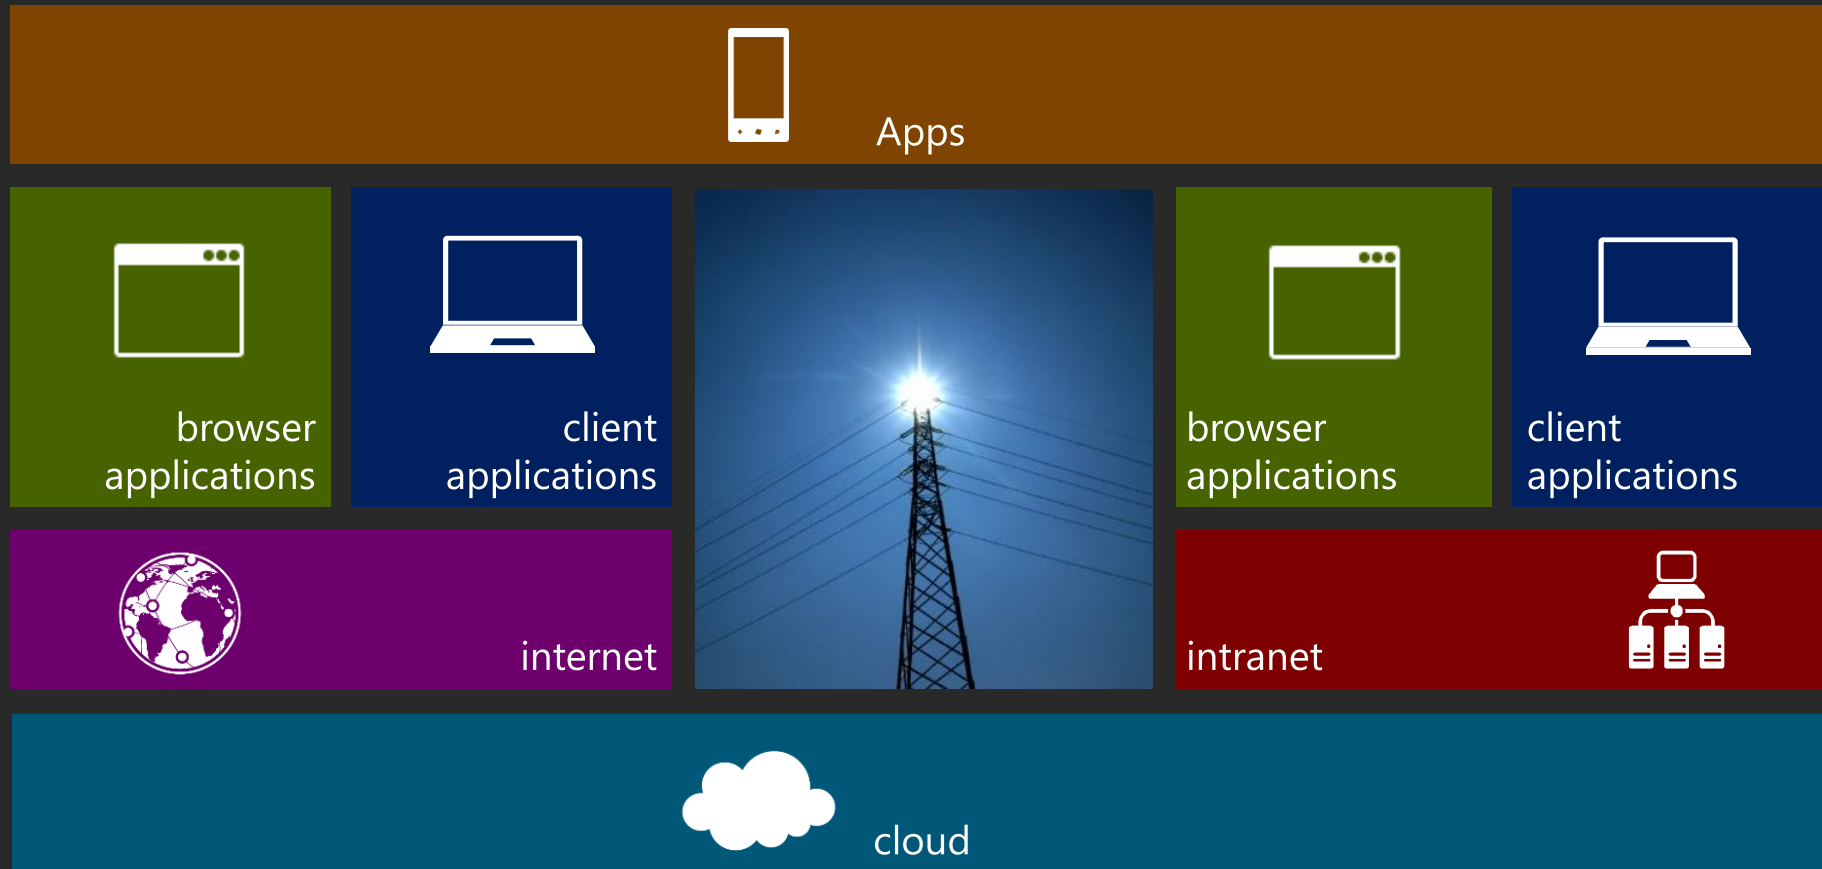 Apps
browser
applications
client
applications
browser
applications
client
applications
internet
intranet
cloud